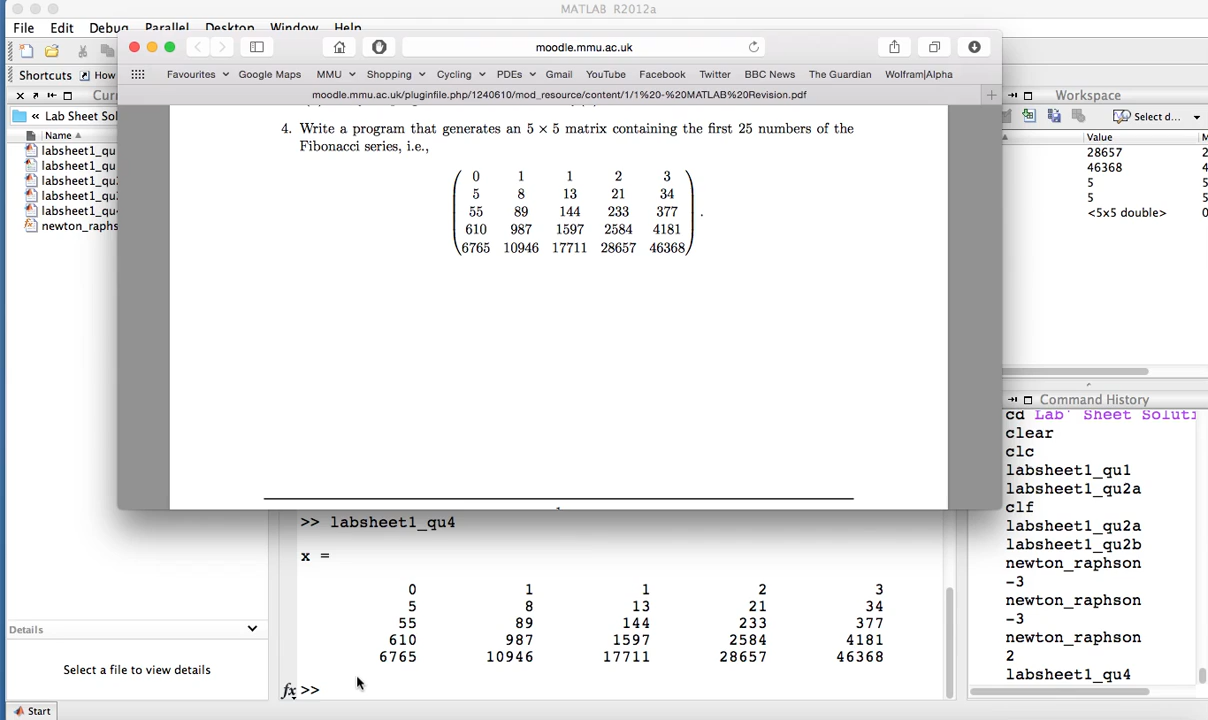 MATLAB R2012a
File Edit Debug Parallel Desktop Window Help
moodle.mmu.ac.uk
Shortcuts How
Favourites Google Maps MMU Shopping Cycling PDEs Gmail YouTube Facebook Twitter BBC News The Guardian Wolfram|Alpha
moodle.mmu.ac.uk/pluginfile.php/1240610/mod_resource/content/1/1%20-%20MATLAB%20Revision.pdf
Curr
« Lab Sheet Sol
Name
labsheet1_qu
labsheet1_qu
labsheet1_qu
labsheet1_qu
labsheet1_qu
newton_raphs
4. Write a program that generates an 5 × 5 matrix containing the first 25 numbers of the
Fibonacci series, i.e.,
0 1 1 2 3
5 8 13 21 34
55 89 144 233 377
610 987 1597 2584 4181
6765 10946 17711 28657 46368
.
Workspace
Select d...
Value
28657
46368
5
5
<5x5 double>
Command History
cd Lab' Sheet Soluti
clear
clc
labsheet1_qu1
labsheet1_qu2a
clf
labsheet1_qu2a
labsheet1_qu2b
newton_raphson
-3
newton_raphson
-3
newton_raphson
2
labsheet1_qu4
>> labsheet1_qu4
x =
0 1 1 2 3
5 8 13 21 34
55 89 144 233 377
610 987 1597 2584 4181
6765 10946 17711 28657 46368
fx >>
Details
Select a file to view details
Start